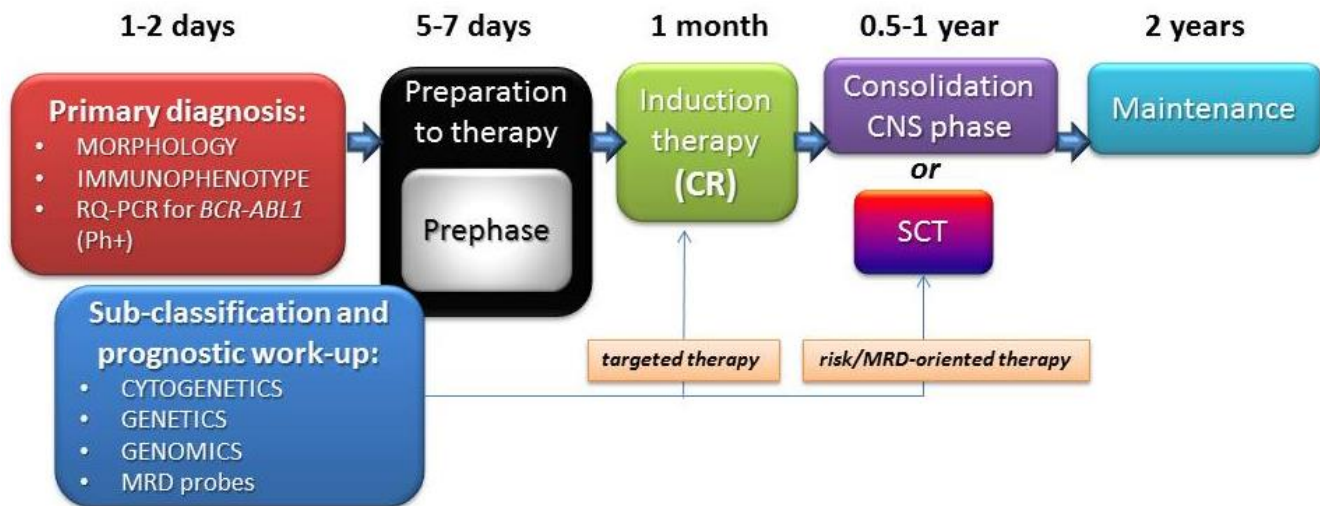 1-2 days
5-7 days
1 month
0.5-1 year
2 years
Primary diagnosis:
• MORPHOLOGY
• IMMUNOPHENOTYPE
• RQ-PCR for BCR-ABL1
(Ph+)
Preparation
to therapy
Prephase
Induction
therapy
(CR)
Consolidation
CNS phase
or
SCT
Maintenance
Sub-classification and
prognostic work-up:
• CYTOGENETICS
• GENETICS
• GENOMICS
• MRD probes
targeted therapy
risk/MRD-oriented therapy